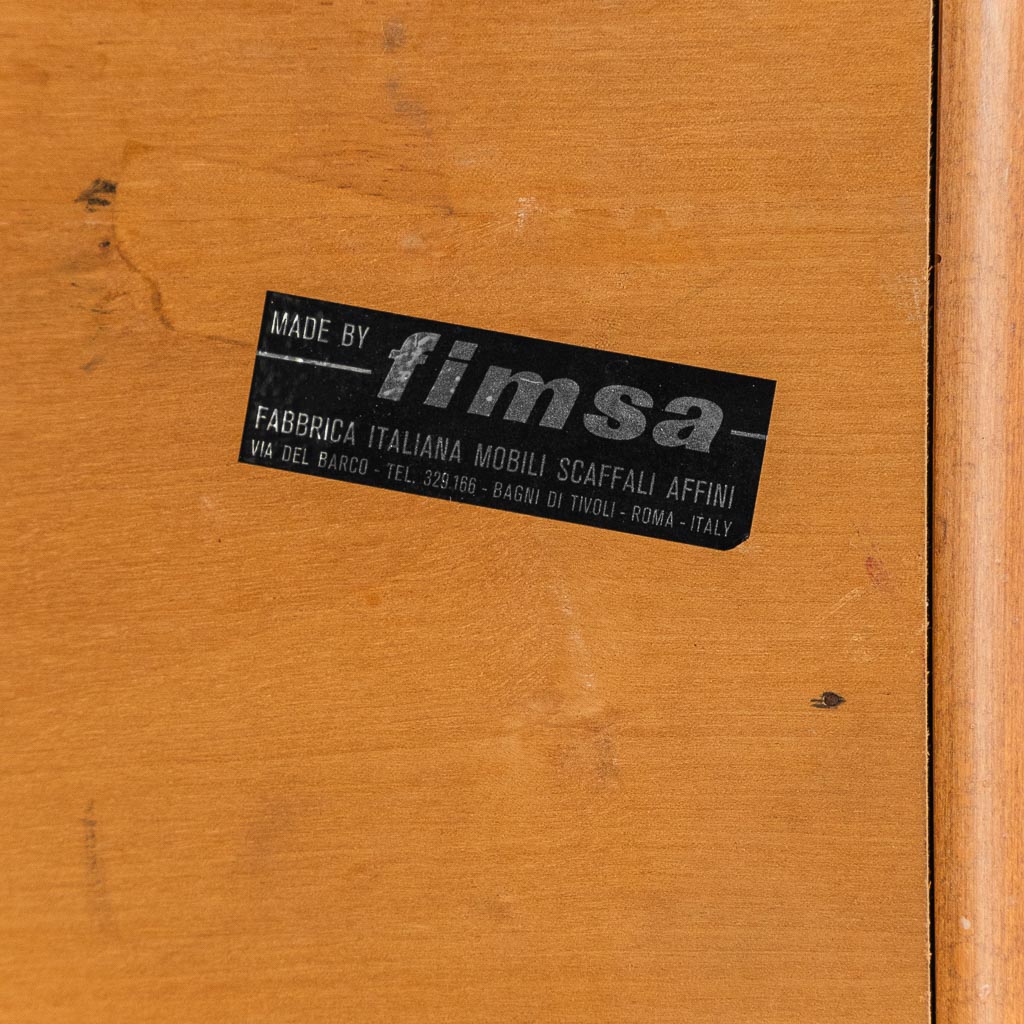 MADE BY
fimsa
FABBRICA ITALIANA MOBILI SCAFFALI AFFINI
VIA DEL BARCO - TEL. 329.166 - BAGNI DI TIVOLI - ROMA - ITALY